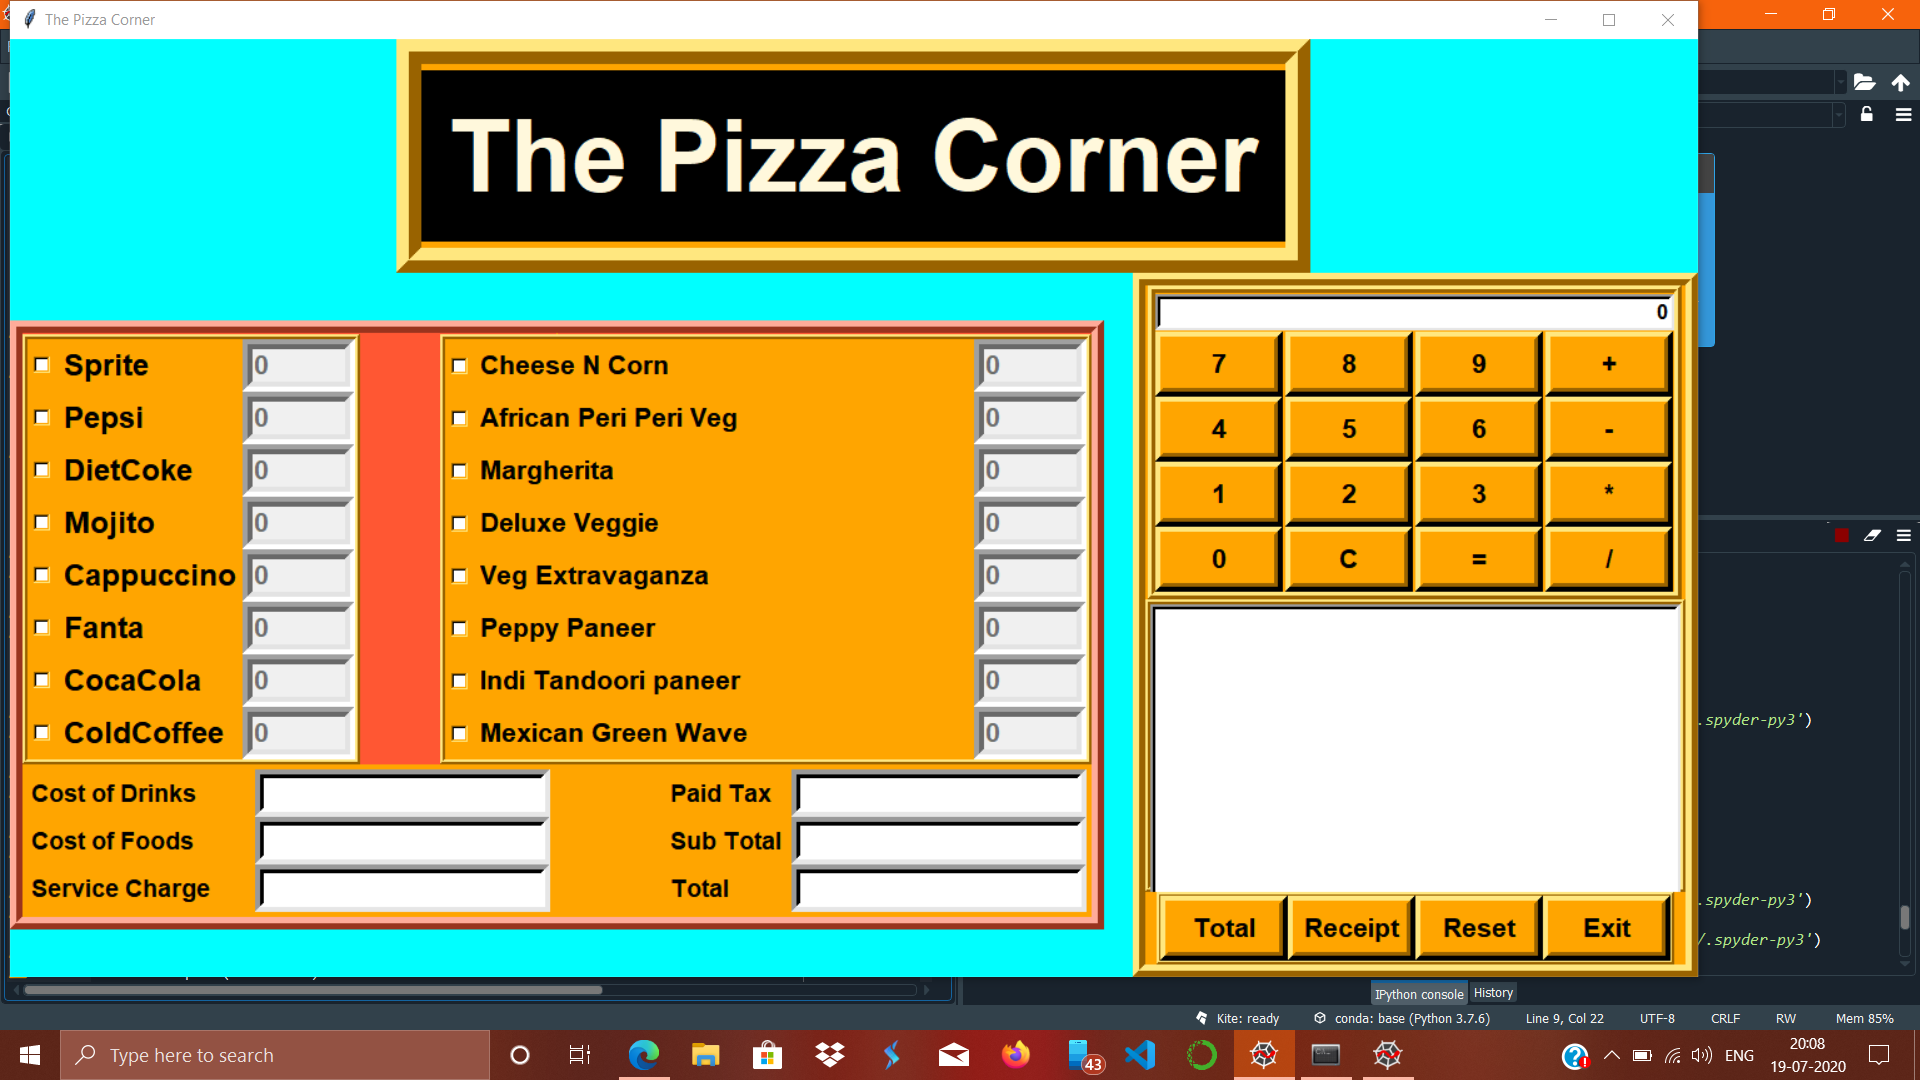 The Pizza Corner
The Pizza Corner
0
7 8 9 +
4 5 6 -
1 2 3 *
0 C = /
Sprite 0 Cheese N Corn 0
Pepsi 0 African Peri Peri Veg 0
DietCoke 0 Margherita 0
Mojito 0 Deluxe Veggie 0
Cappuccino 0 Veg Extravaganza 0
Fanta 0 Peppy Paneer 0
CocaCola 0 Indi Tandoori paneer 0
ColdCoffee 0 Mexican Green Wave 0
Cost of Drinks Paid Tax
Cost of Foods Sub Total
Service Charge Total
Total Receipt Reset Exit
.spyder-py3')
.spyder-py3')
/.spyder-py3')
IPython console History
Kite: ready conda: base (Python 3.7.6) Line 9, Col 22 UTF-8 CRLF RW Mem 85%
Type here to search 43 ENG 20:08
19-07-2020